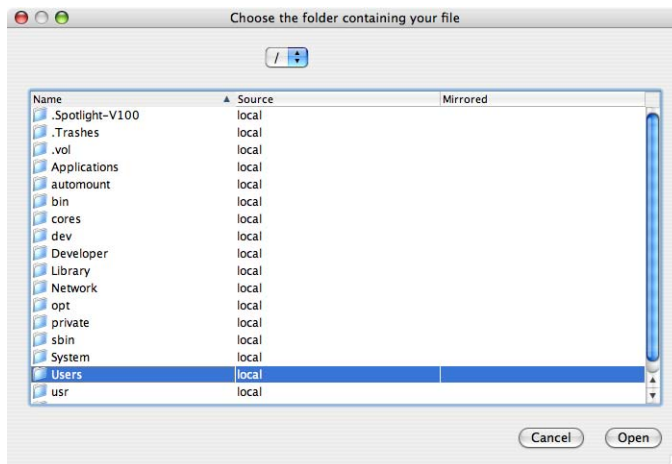 Choose the folder containing your file
/
Name Source Mirrored
.Spotlight-V100 local
.Trashes local
.vol local
Applications local
automount local
bin local
cores local
dev local
Developer local
Library local
Network local
opt local
private local
sbin local
System local
Users local
usr local
Cancel Open